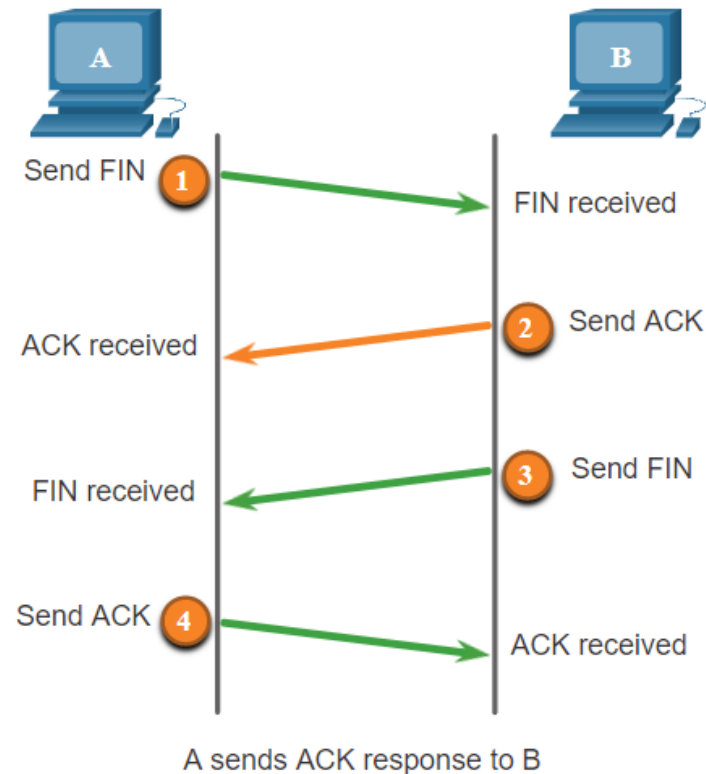 A
B
Send FIN 1
FIN received
2 Send ACK
ACK received
3 Send FIN
FIN received
Send ACK 4
ACK received
A sends ACK response to B